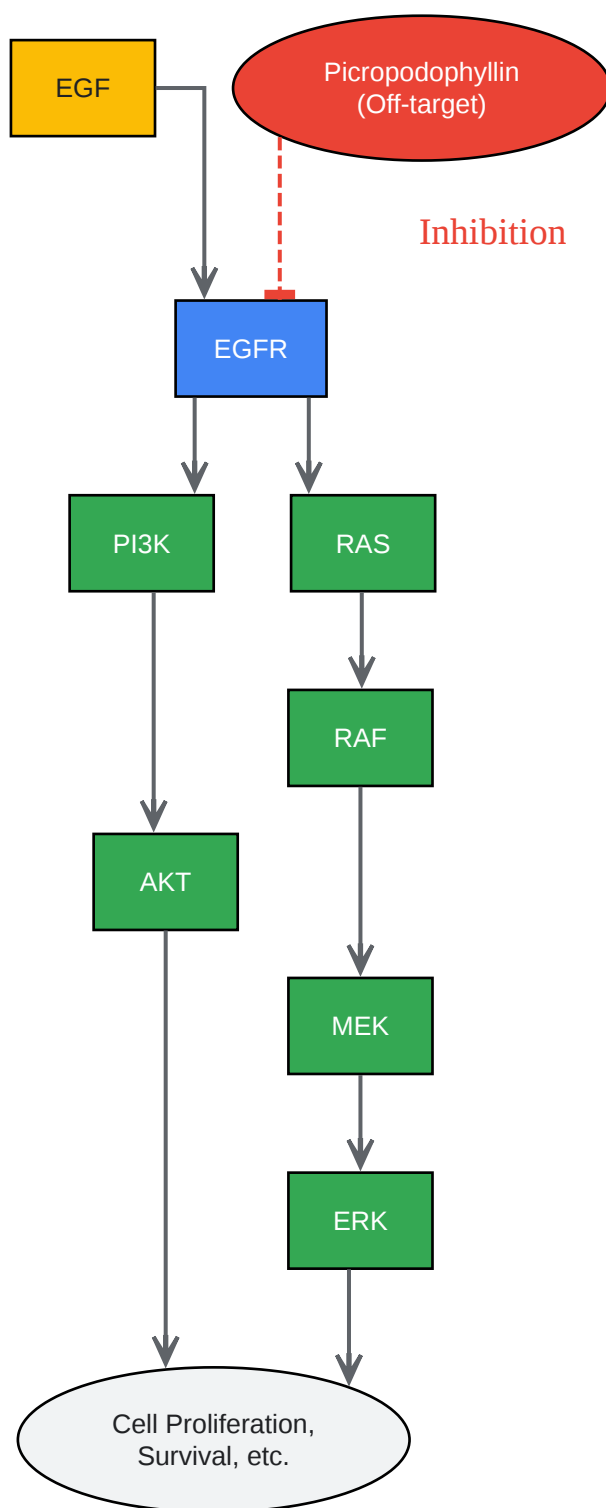 EGF
Picropodophyllin
(Off-target)
Inhibition
EGFR
PI3K
RAS
RAF
AKT
MEK
ERK
Cell Proliferation,
Survival, etc.